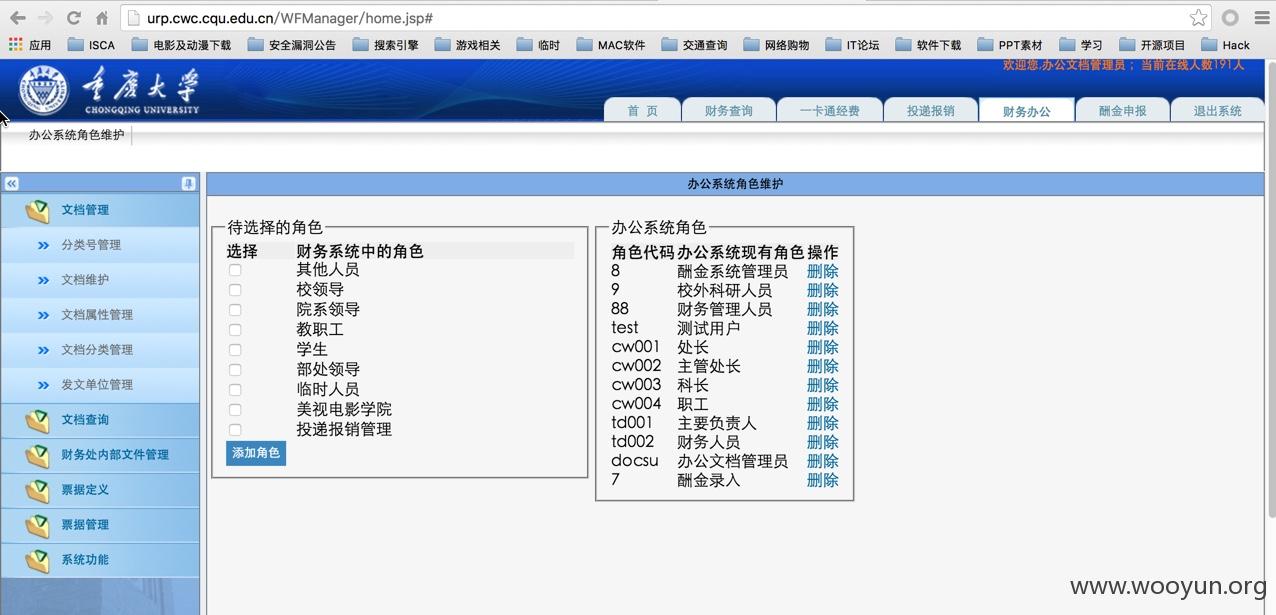 urp.cwc.cqu.edu.cn/WFManager/home.jsp#
应用 ISCA 电影及动漫下载 安全漏洞公告 搜索引擎 游戏相关 临时 MAC软件 交通查询 网络购物 IT论坛 软件下载 PPT素材 学习 开源项目 Hack
欢迎您,办公文档管理员 ; 当前在线人数191人
重庆大学
CHONGQING UNIVERSITY
首 页 财务查询 一卡通经费 投递报销 财务办公 酬金申报 退出系统
办公系统角色维护
办公系统角色维护
文档管理
分类号管理
文档维护
文档属性管理
文档分类管理
发文单位管理
文档查询
财务处内部文件管理
票据定义
票据管理
系统功能
待选择的角色
选择 财务系统中的角色
其他人员
校领导
院系领导
教职工
学生
部处领导
临时人员
美视电影学院
投递报销管理
添加角色
办公系统角色
角色代码 办公系统现有角色 操作
8 酬金系统管理员 删除
9 校外科研人员 删除
88 财务管理人员 删除
test 测试用户 删除
cw001 处长 删除
cw002 主管处长 删除
cw003 科长 删除
cw004 职工 删除
td001 主要负责人 删除
td002 财务人员 删除
docsu 办公文档管理员 删除
7 酬金录入 删除
www.wooyun.org